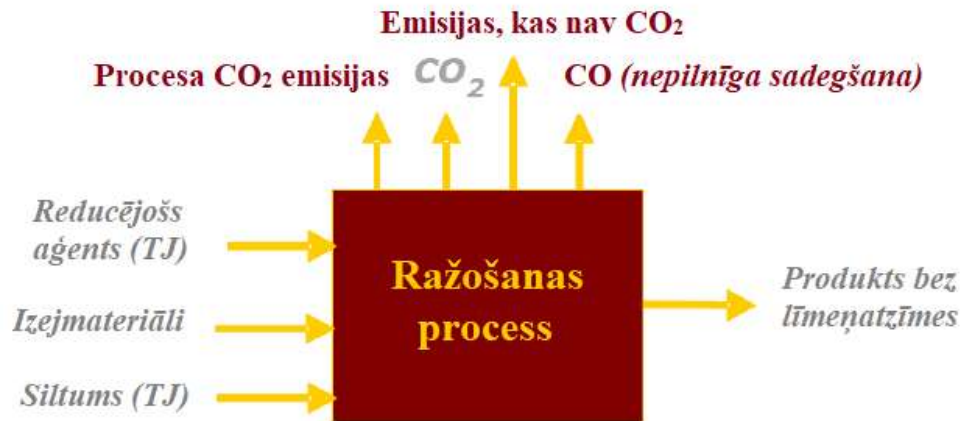 Emisijas, kas nav CO₂
Procesa CO₂ emisijas
CO₂
CO (nepilnīga sadegšana)
Reducējošs
aģents (TJ)
Izejmateriāli
Siltums (TJ)
Ražošanas
process
Produkts bez
līmeņatzīmes